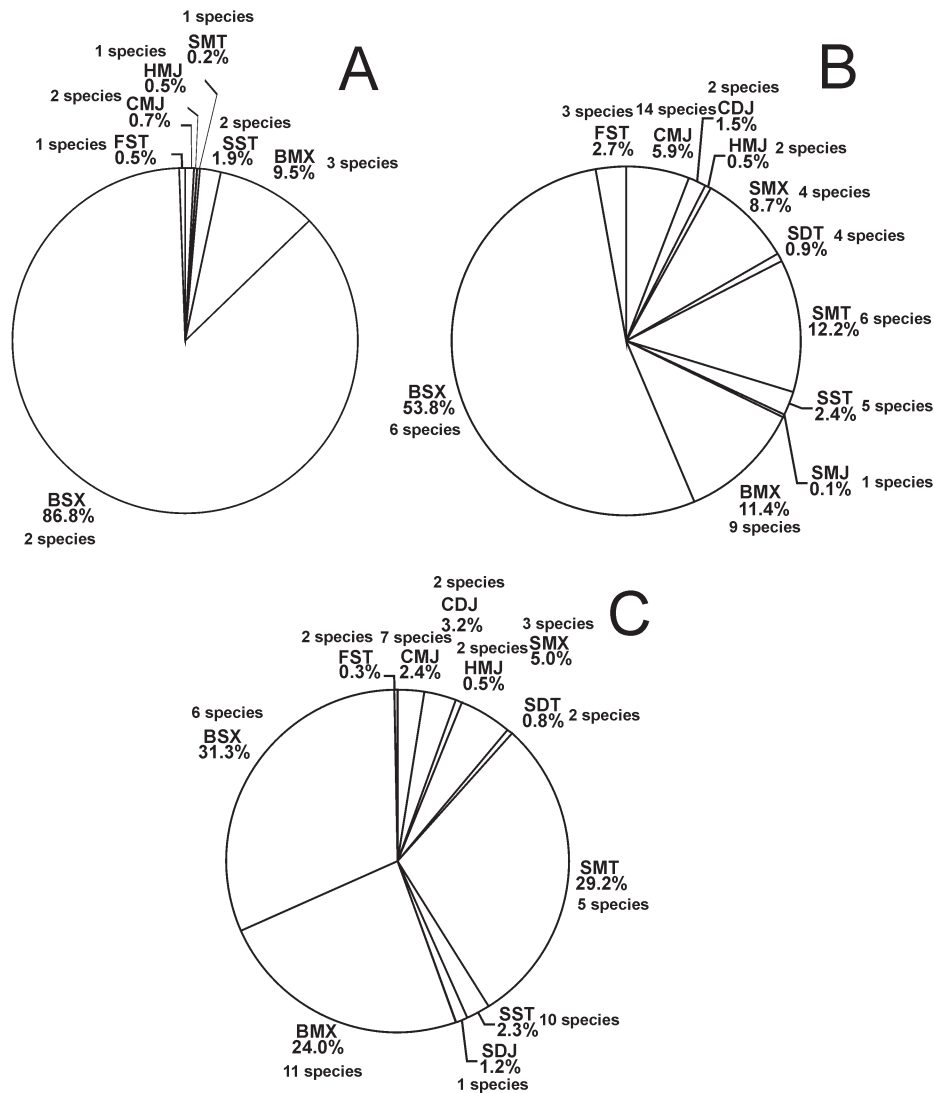 A
1 species
SMT
0.2%
1 species
HMJ
0.5%
2 species
CMJ
0.7%
1 species
FST
0.5%
2 species
SST
1.9%
BMX
9.5%
3 species
BSX
86.8%
2 species
B
3 species
FST
2.7%
14 species
CMJ
5.9%
2 species
CDJ
1.5%
HMJ
0.5%
2 species
SMX
8.7%
4 species
SDT
0.9%
4 species
SMT
12.2%
6 species
SST
2.4%
5 species
SMJ
0.1%
1 species
BMX
11.4%
9 species
BSX
53.8%
6 species
C
2 species
FST
0.3%
7 species
CMJ
2.4%
2 species
CDJ
3.2%
2 species
HMJ
0.5%
3 species
SMX
5.0%
SDT
0.8%
2 species
SMT
29.2%
5 species
SST
2.3%
10 species
SDJ
1.2%
1 species
BMX
24.0%
11 species
6 species
BSX
31.3%